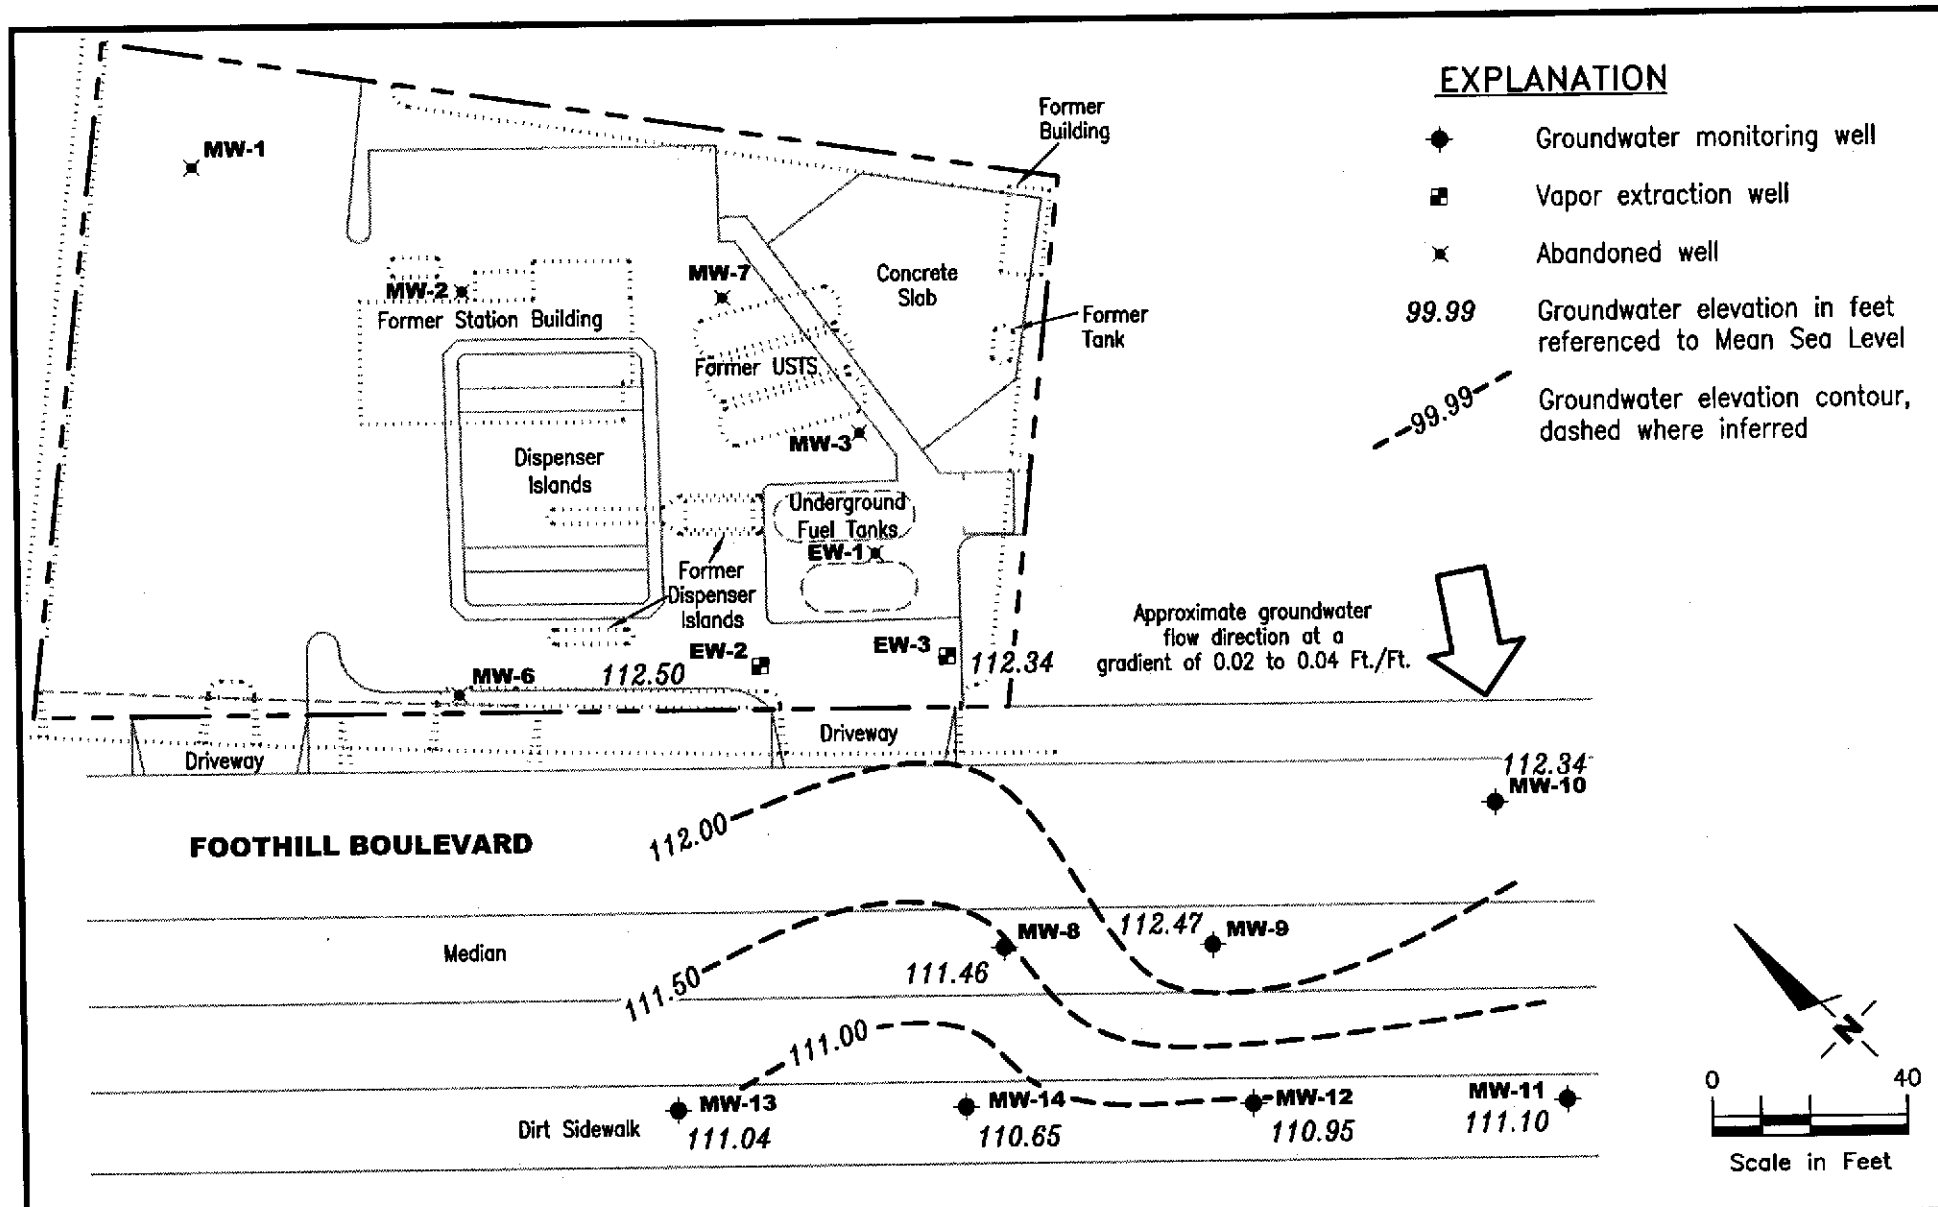 EXPLANATION
Groundwater monitoring well
Vapor extraction well
Abandoned well
99.99
Groundwater elevation in feet
referenced to Mean Sea Level
99.99
Groundwater elevation contour,
dashed where inferred
Former
Building
MW-1
MW-2
MW-7
Concrete
Slab
Former Station Building
Former
Tank
Former USTS
MW-3
Dispenser
Islands
Underground
Fuel Tanks
EW-1
Former
Dispenser
Islands
Approximate groundwater
flow direction at a
gradient of 0.02 to 0.04 Ft./Ft.
EW-2
EW-3
112.34
MW-6
112.50
Driveway
Driveway
112.34
MW-10
112.00
FOOTHILL BOULEVARD
112.47
MW-9
MW-8
111.46
Median
111.50
111.00
MW-13
111.04
MW-14
110.65
MW-12
110.95
MW-11
111.10
Dirt Sidewalk
N
0
40
Scale in Feet